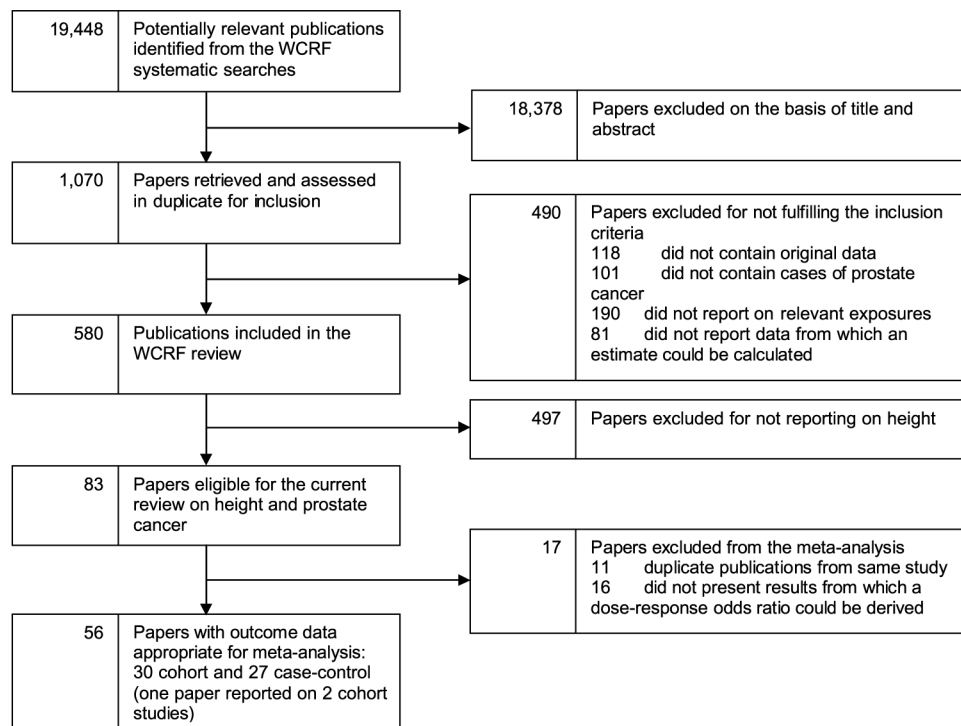 19,448
Potentially relevant publications
identified from the WCRF
systematic searches
18,378
Papers excluded on the basis of title and
abstract
1,070
Papers retrieved and assessed
in duplicate for inclusion
490
Papers excluded for not fulfilling the inclusion
criteria
118 did not contain original data
101 did not contain cases of prostate
cancer
190 did not report on relevant exposures
81 did not report data from which an
estimate could be calculated
580
Publications included in the
WCRF review
497
Papers excluded for not reporting on height
83
Papers eligible for the current
review on height and prostate
cancer
17
Papers excluded from the meta-analysis
11 duplicate publications from same study
16 did not present results from which a
dose-response odds ratio could be derived
56
Papers with outcome data
appropriate for meta-analysis:
30 cohort and 27 case-control
(one paper reported on 2 cohort
studies)